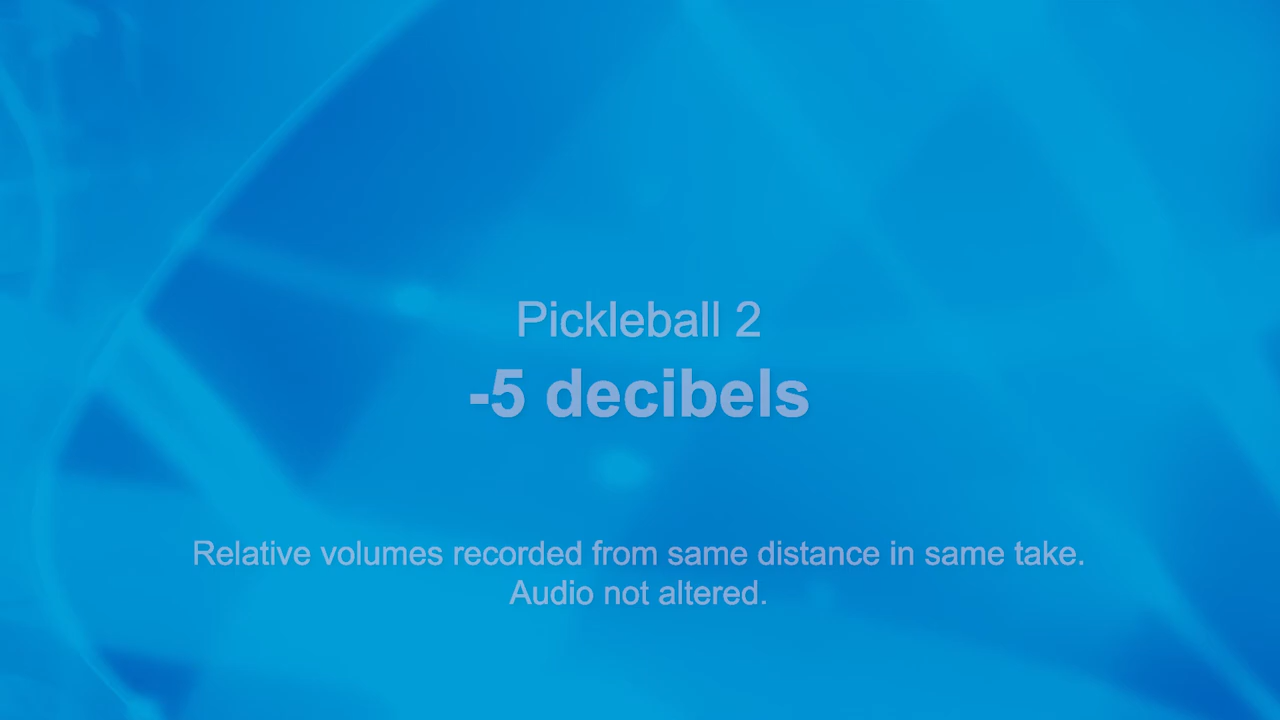 Pickleball 2
-5 decibels
Relative volumes recorded from same distance in same take.
Audio not altered.